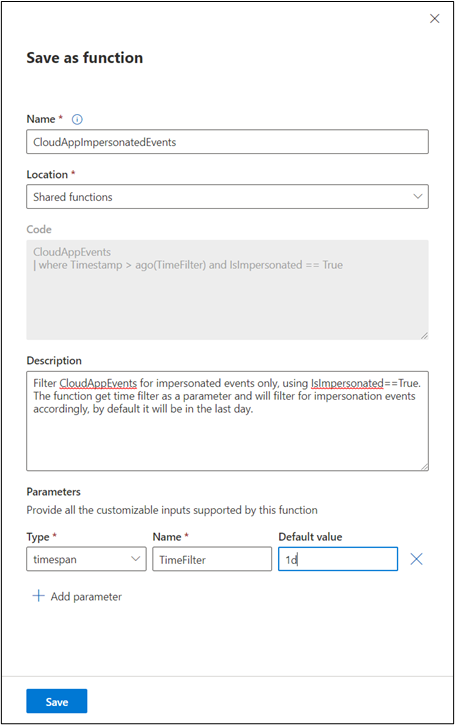 Save as function
Name *
CloudAppImpersonatedEvents
Location *
Shared functions
Code
CloudAppEvents
| where Timestamp > ago(TimeFilter) and IsImpersonated == True
Description
Filter CloudAppEvents for impersonated events only, using IsImpersonated==True.
The function get time filter as a parameter and will filter for impersonation events
accordingly, by default it will be in the last day.
Parameters
Provide all the customizable inputs supported by this function
Type * Name * Default value
timespan TimeFilter 1d
Add parameter
Save